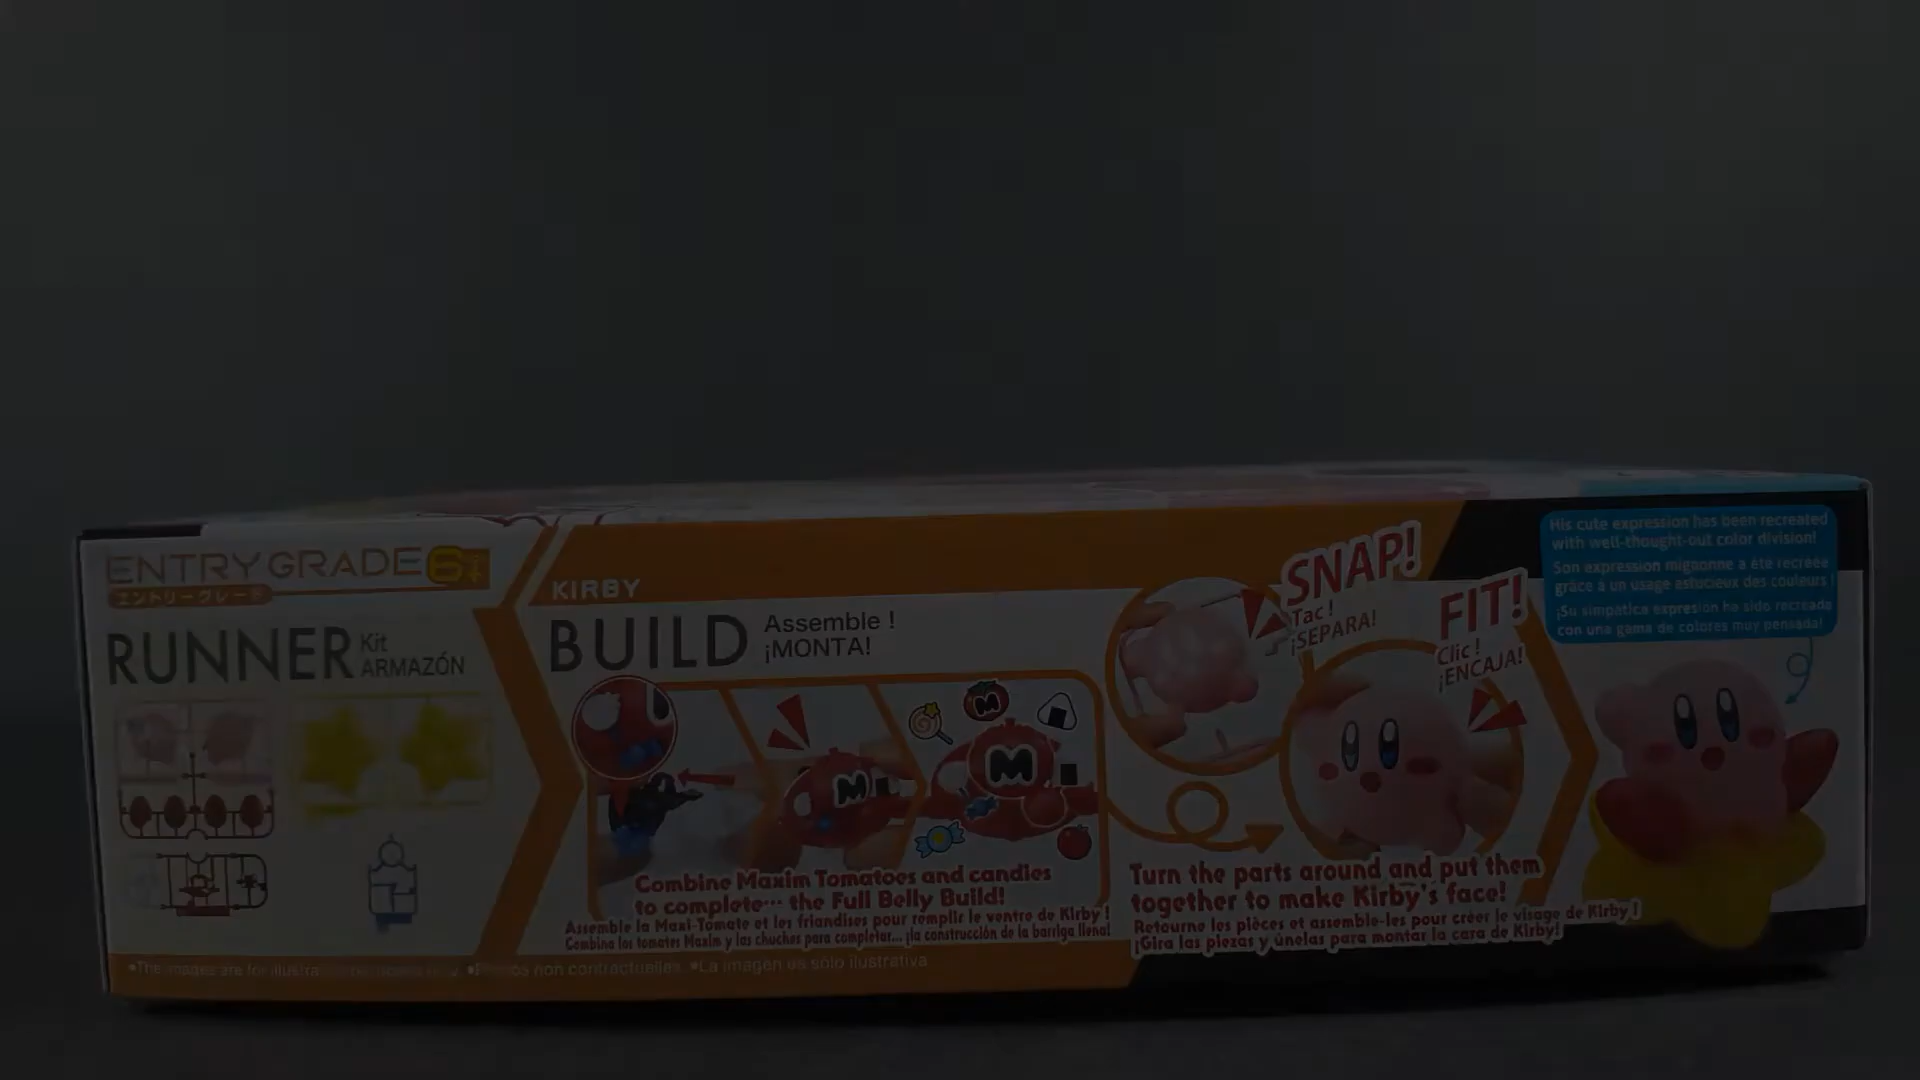 ENTRY GRADE 6+
エントリーグレード
RUNNER
Kit
ARMAZÓN
KIRBY
BUILD
Assemble !
¡MONTA!
M
M
M
Combine Maxim Tomatoes and candies
to complete… the Full Belly Build!
Assemble la Maxi-Tomate et les friandises pour remplir le ventre de Kirby !
Combina los tomates Maxim y las chuches para completar... ¡la construcción de la barriga llena!
SNAP!
Tac !
¡SEPARA!
FIT!
Clic !
¡ENCAJA!
Turn the parts around and put them
together to make Kirby's face!
Retourne les pièces et assemble-les pour créer le visage de Kirby !
¡Gira las piezas y únelas para montar la cara de Kirby!
His cute expression has been recreated
with well-thought-out color division!
Son expression mignonne a été recréée
grâce à un usage astucieux des couleurs !
¡Su simpática expresión ha sido recreada
con una gama de colores muy pensada!
•The images are for non contractuelles. •La imagen es sólo ilustrativa